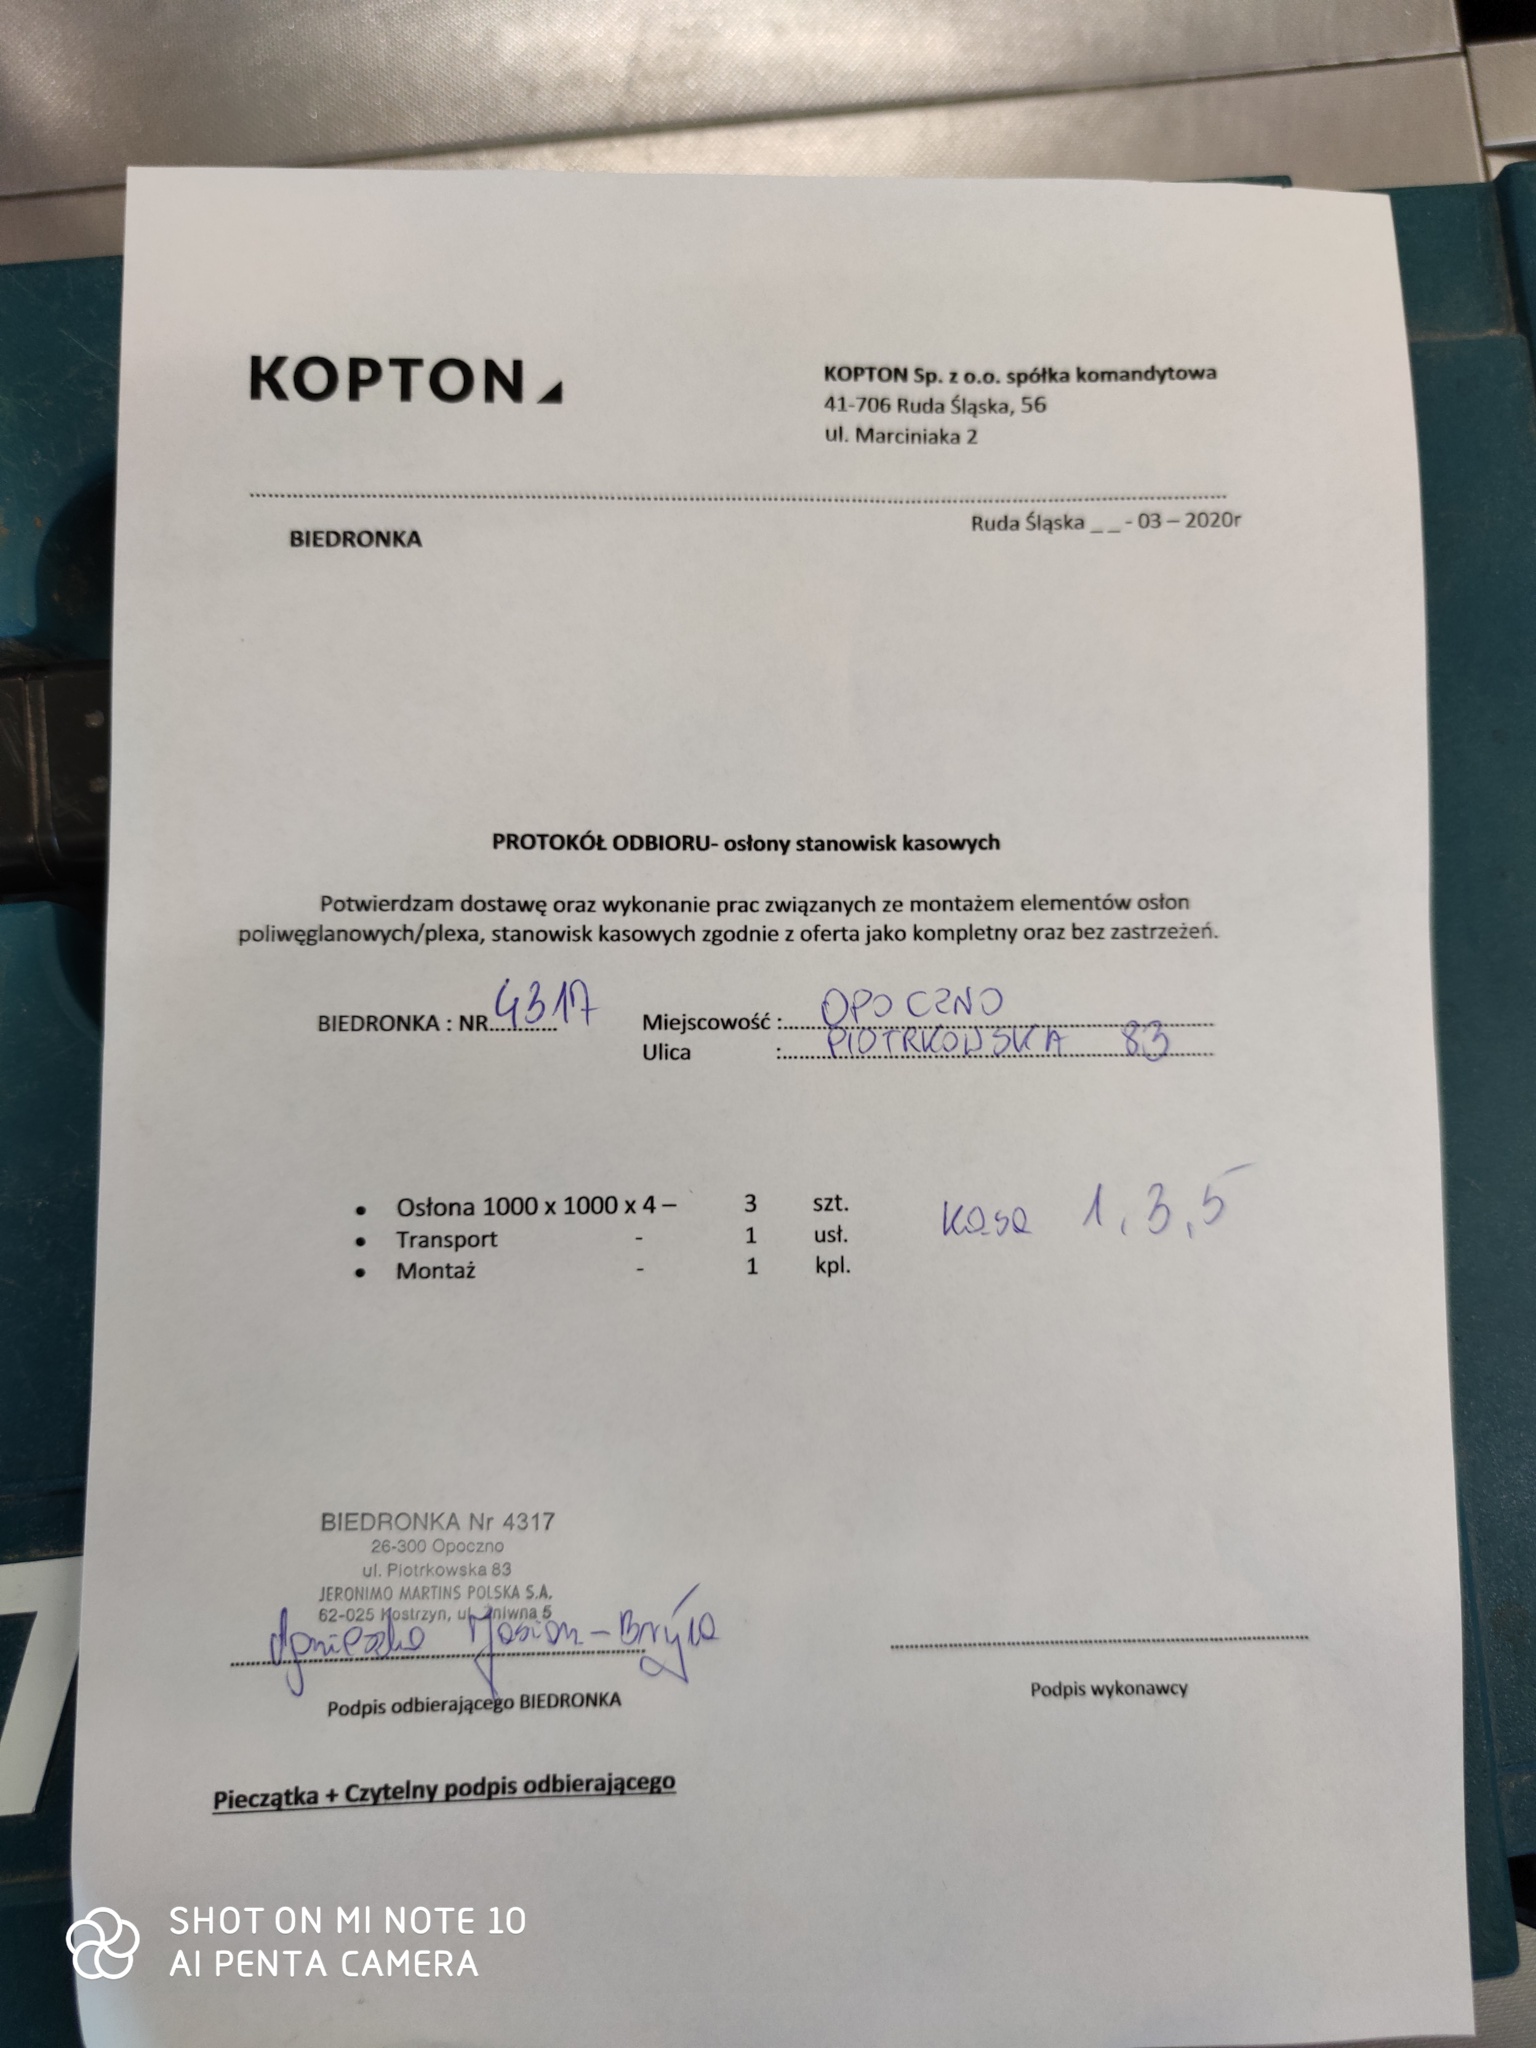 KOPTON
KOPTON Sp. z o.o. spółka komandytowa
41-706 Ruda Śląska, 56
ul. Marciniaka 2
Ruda Śląska _ _ - 03 – 2020r
BIEDRONKA
PROTOKÓŁ ODBIORU- osłony stanowisk kasowych
Potwierdzam dostawę oraz wykonanie prac związanych ze montażem elementów osłon
poliwęglanowych/plexa, stanowisk kasowych zgodnie z oferta jako kompletny oraz bez zastrzeżeń.
BIEDRONKA : NR 4317 Miejscowość : OPOCZNO
Ulica : PIOTRKOWSKA 83
• Osłona 1000 x 1000 x 4 – 3 szt. Kasa 1, 3, 5
• Transport - 1 usł.
• Montaż - 1 kpl.
BIEDRONKA Nr 4317
26-300 Opoczno
ul. Piotrkowska 83
JERONIMO MARTINS POLSKA S.A.
62-025 Kostrzyn, ul. Żniwna 5
Agnieszka
Podpis odbierającego BIEDRONKA
Podpis wykonawcy
Pieczątka + Czytelny podpis odbierającego
SHOT ON MI NOTE 10
AI PENTA CAMERA